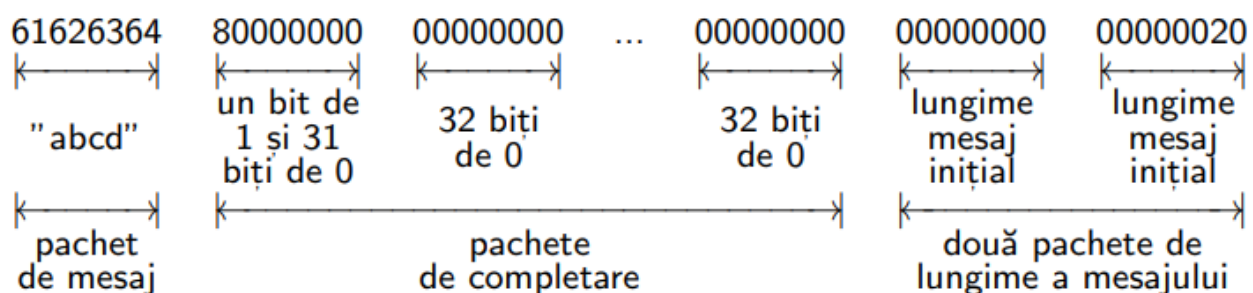 61626364 80000000 00000000 ... 00000000 00000000 00000020
"abcd"
un bit de
1 și 31
biți de 0
32 biți
de 0
32 biți
de 0
lungime
mesaj
inițial
lungime
mesaj
inițial
pachet
de mesaj
pachete
de completare
două pachete de
lungime a mesajului